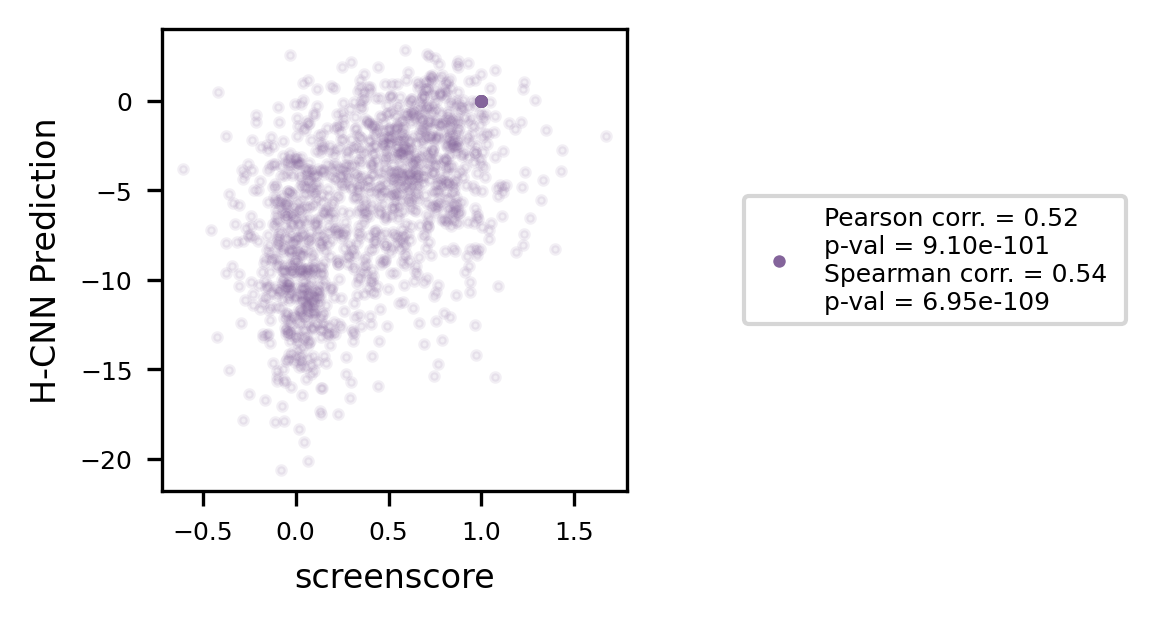 H-CNN Prediction
0
−5
−10
−15
−20
−0.5 0.0 0.5 1.0 1.5
screenscore
Pearson corr. = 0.52
p-val = 9.10e-101
Spearman corr. = 0.54
p-val = 6.95e-109